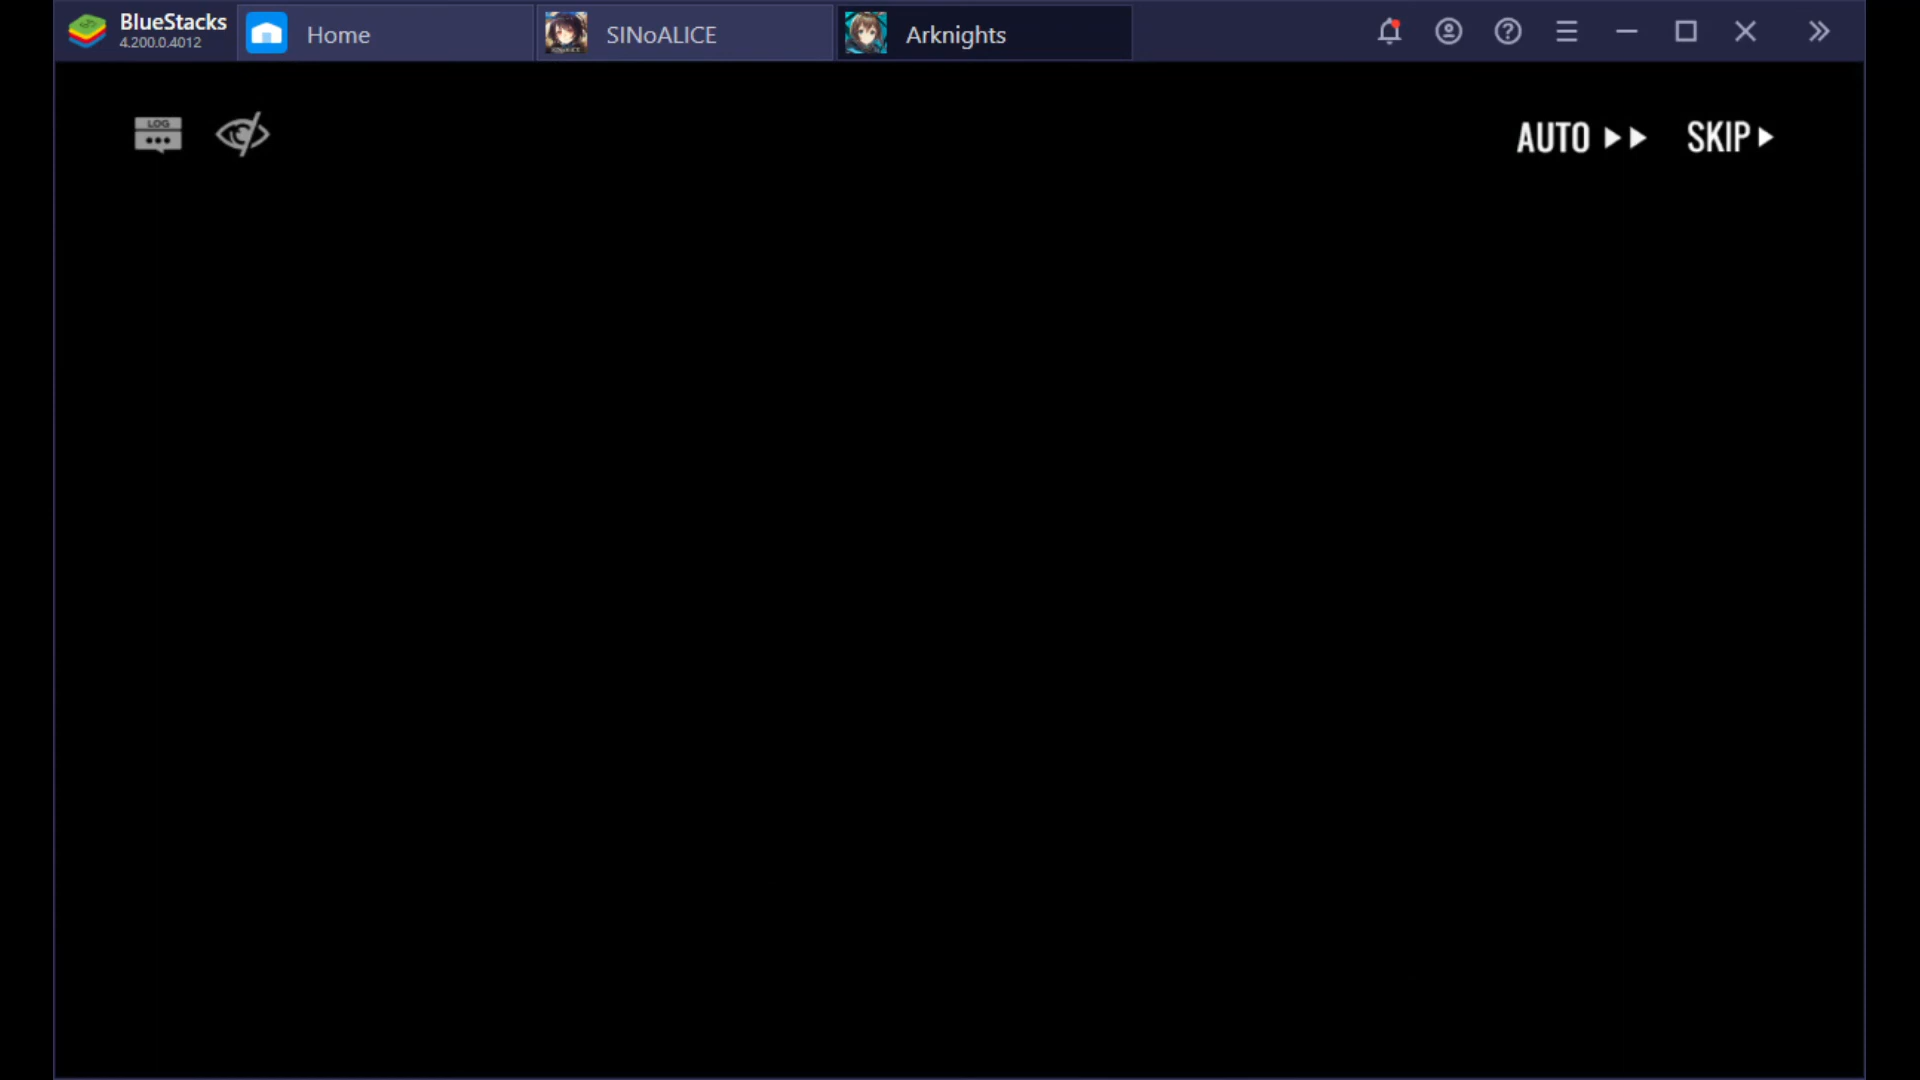 BlueStacks
4.200.0.4012
Home
SINoALICE
Arknights
LOG
AUTO
SKIP